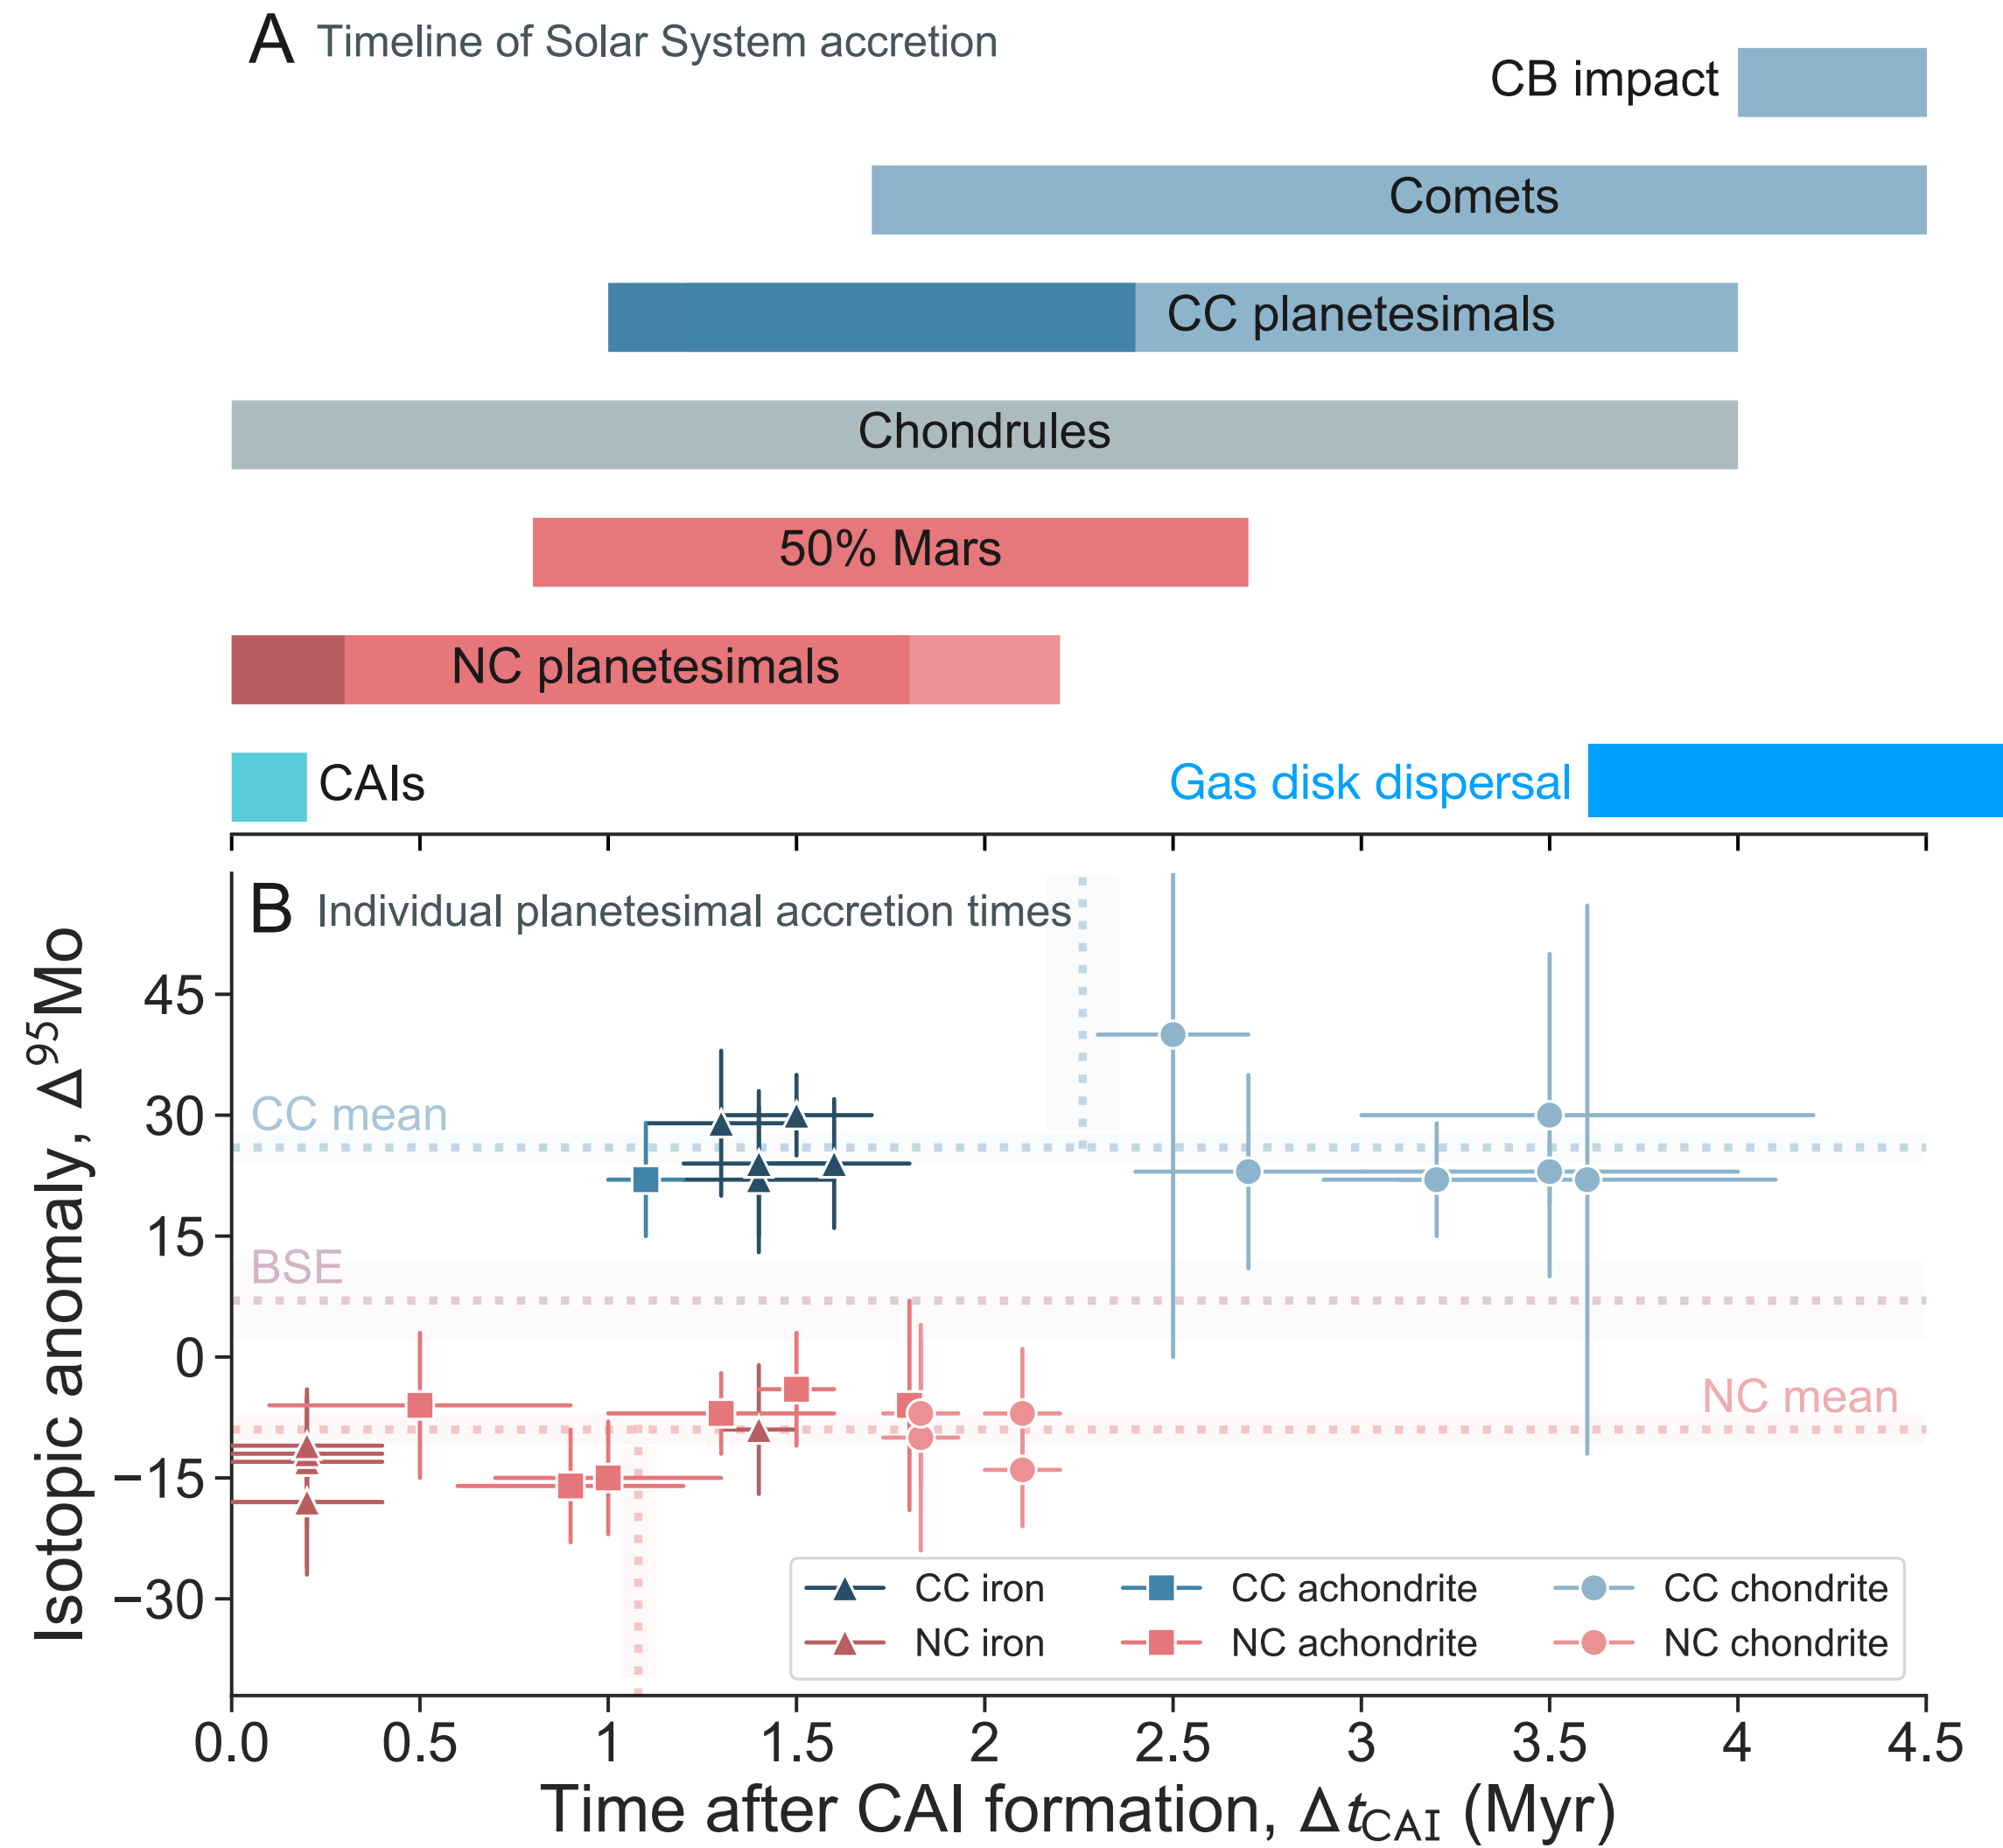 A Timeline of Solar System accretion
CB impact
Comets
CC planetesimals
Chondrules
50% Mars
NC planetesimals
CAIs
Gas disk dispersal
B Individual planetesimal accretion times
Isotopic anomaly, Δ⁹⁵Mo
45
30
15
0
−15
−30
CC mean
BSE
NC mean
CC iron
CC achondrite
CC chondrite
NC iron
NC achondrite
NC chondrite
0.0 0.5 1 1.5 2 2.5 3 3.5 4 4.5
Time after CAI formation, Δt_CAI (Myr)